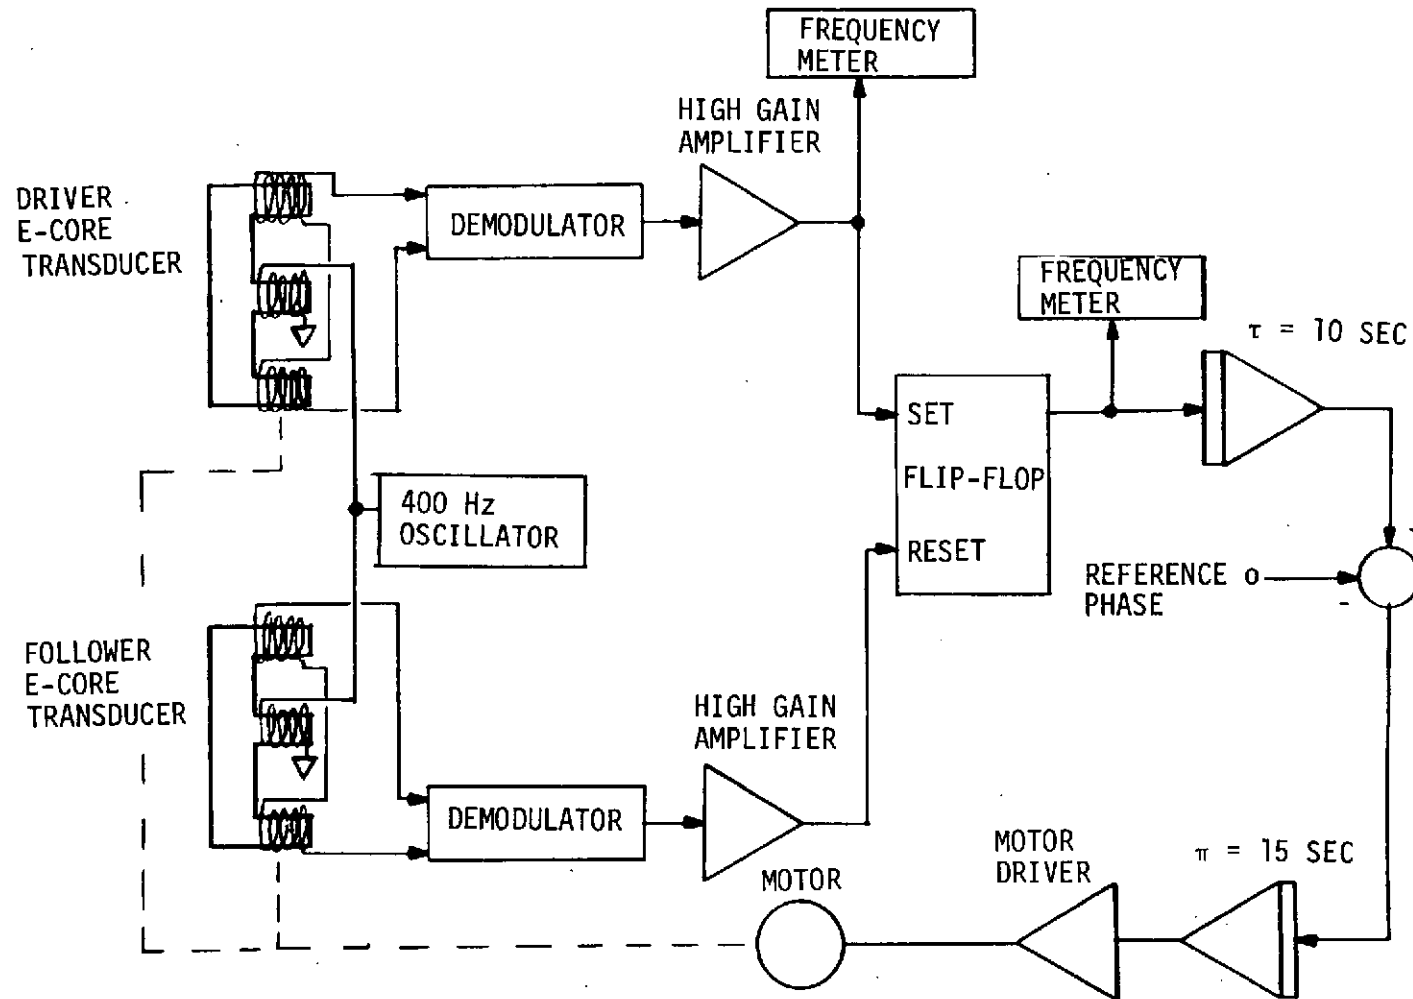 FREQUENCY
METER
HIGH GAIN
AMPLIFIER
DRIVER
E-CORE
TRANSDUCER
DEMODULATOR
FREQUENCY
METER
τ = 10 SEC
SET
FLIP-FLOP
RESET
400 Hz
OSCILLATOR
REFERENCE
PHASE
-
FOLLOWER
E-CORE
TRANSDUCER
HIGH GAIN
AMPLIFIER
DEMODULATOR
MOTOR
MOTOR
DRIVER
π = 15 SEC